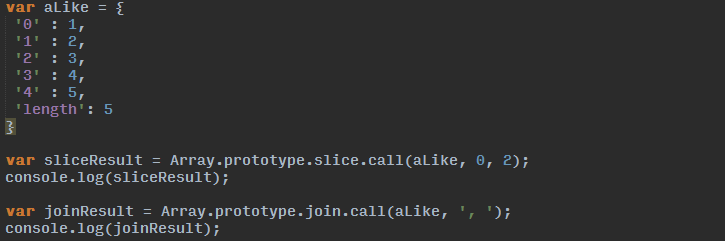 var aLike = {
'0' : 1,
'1' : 2,
'2' : 3,
'3' : 4,
'4' : 5,
'length': 5
}
var sliceResult = Array.prototype.slice.call(aLike, 0, 2);
console.log(sliceResult);
var joinResult = Array.prototype.join.call(aLike, ', ');
console.log(joinResult);